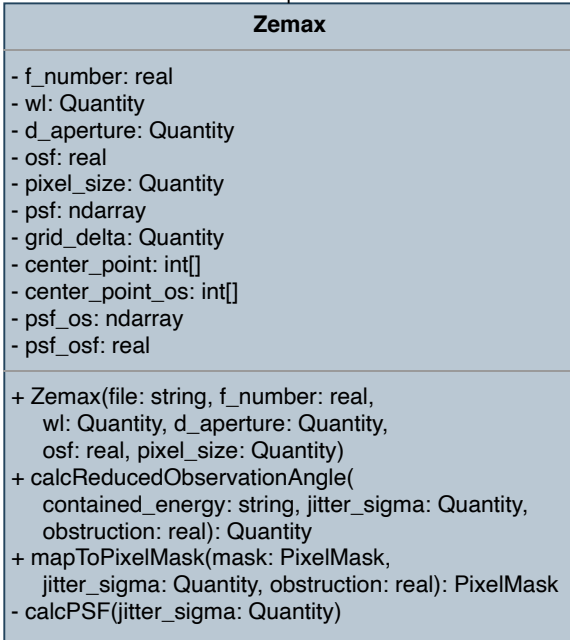 Zemax
- f_number: real
- wl: Quantity
- d_aperture: Quantity
- osf: real
- pixel_size: Quantity
- psf: ndarray
- grid_delta: Quantity
- center_point: int[]
- center_point_os: int[]
- psf_os: ndarray
- psf_osf: real
+ Zemax(file: string, f_number: real,
wl: Quantity, d_aperture: Quantity,
osf: real, pixel_size: Quantity)
+ calcReducedObservationAngle(
contained_energy: string, jitter_sigma: Quantity,
obstruction: real): Quantity
+ mapToPixelMask(mask: PixelMask,
jitter_sigma: Quantity, obstruction: real): PixelMask
- calcPSF(jitter_sigma: Quantity)